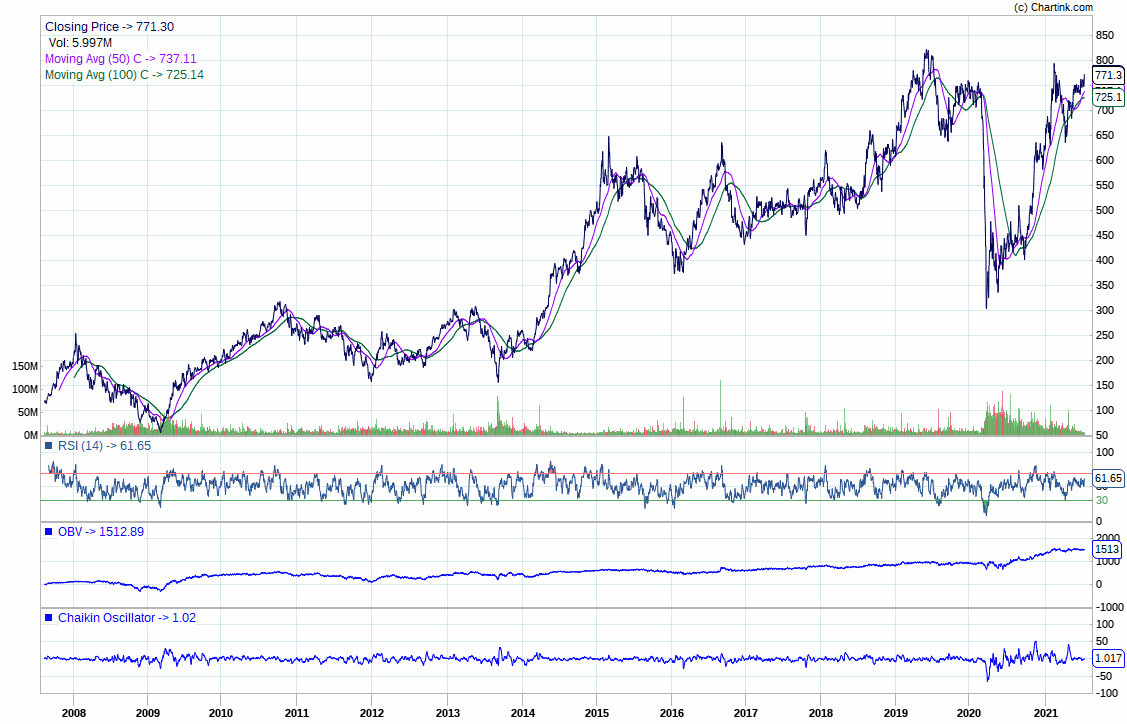 (c) Chartink.com
Closing Price -> 771.30
Vol: 5.997M
Moving Avg (50) C -> 737.11
Moving Avg (100) C -> 725.14
850
800
771.3
725.1
700
650
600
550
500
450
400
350
300
250
200
150
100
50
150M
100M
50M
0M
RSI (14) -> 61.65
100
61.65
30
0
OBV -> 1512.89
2000
1513
1000
0
-1000
Chaikin Oscillator -> 1.02
100
50
1.017
-50
-100
2008 2009 2010 2011 2012 2013 2014 2015 2016 2017 2018 2019 2020 2021